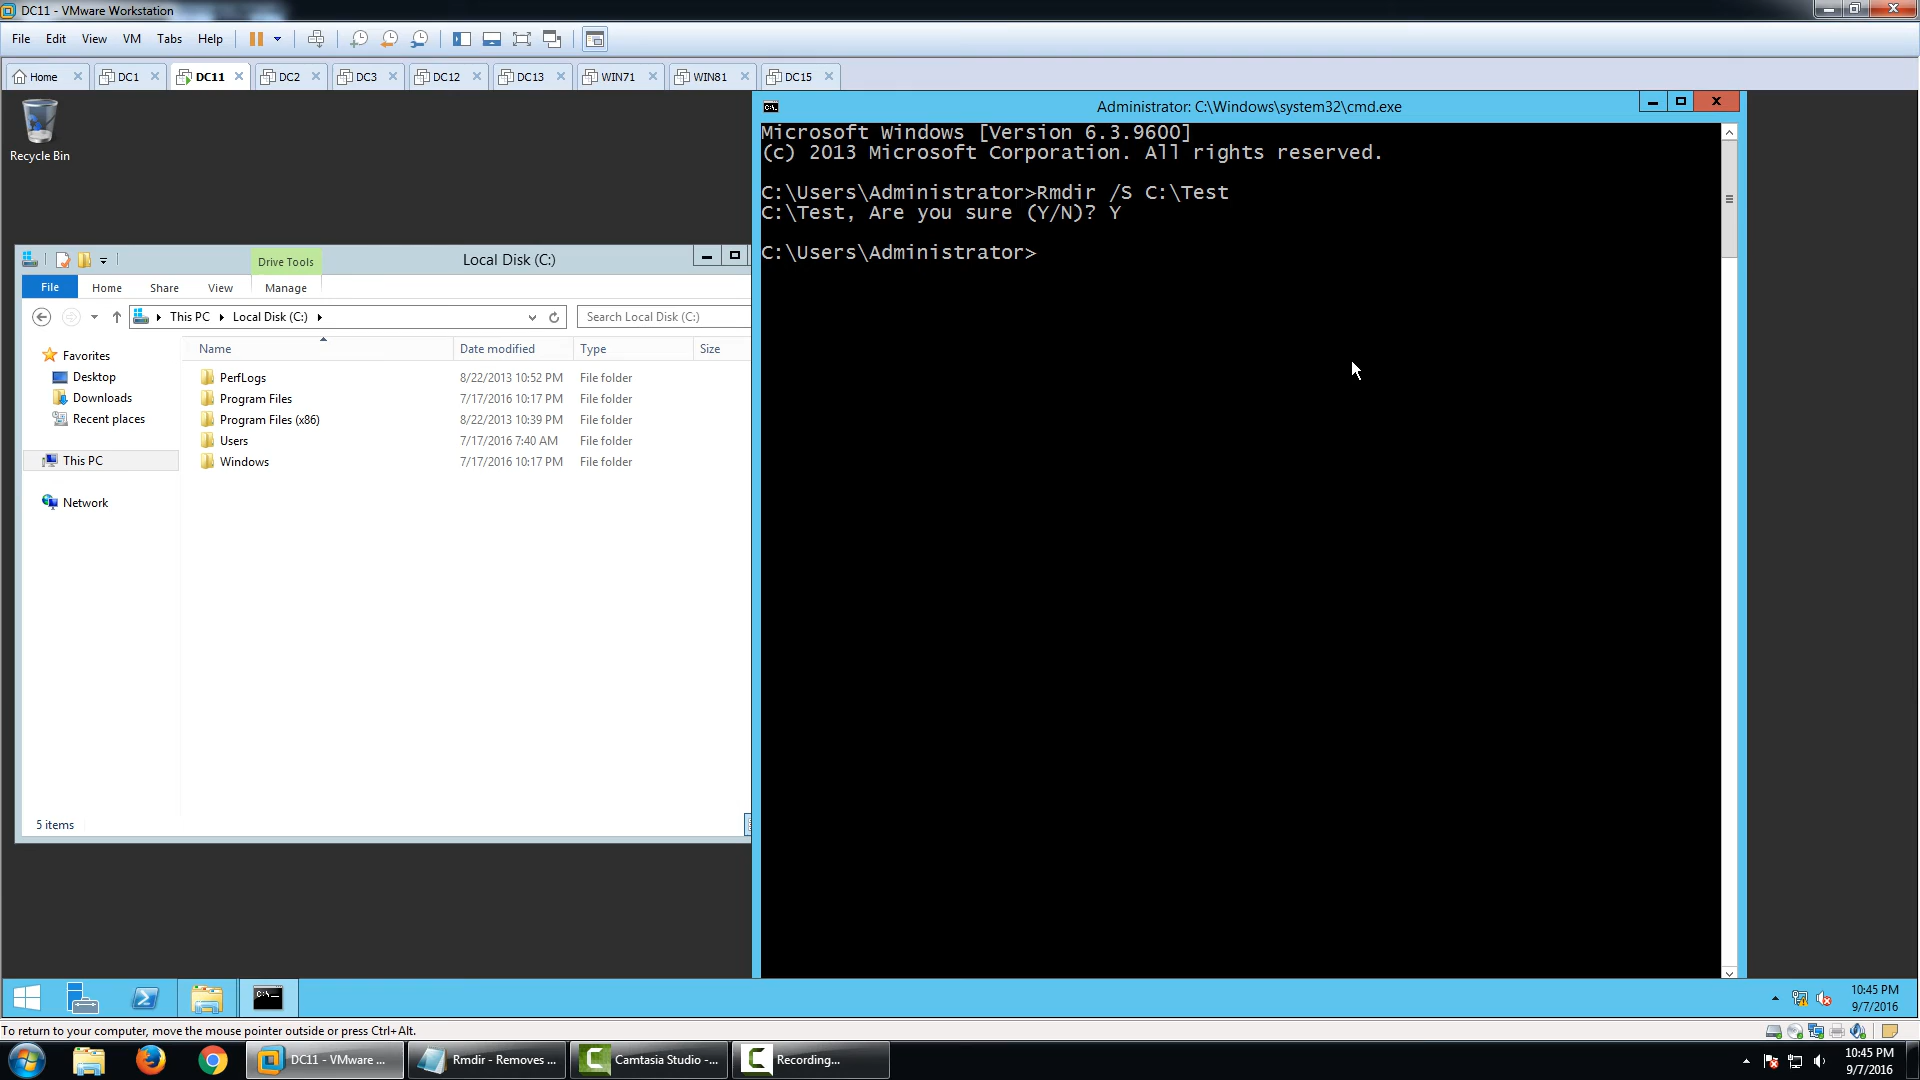 DC11 - VMware Workstation
File Edit View VM Tabs Help
Home DC1 DC11 DC2 DC3 DC12 DC13 WIN71 WIN81 DC15
Recycle Bin
Administrator: C:\Windows\system32\cmd.exe
Microsoft Windows [Version 6.3.9600]
(c) 2013 Microsoft Corporation. All rights reserved.
C:\Users\Administrator>Rmdir /S C:\Test
C:\Test, Are you sure (Y/N)? Y
C:\Users\Administrator>
Drive Tools
Local Disk (C:)
File Home Share View Manage
This PC Local Disk (C:)
Search Local Disk (C:)
Name Date modified Type Size
Favorites
Desktop
Downloads
Recent places
This PC
Network
PerfLogs 8/22/2013 10:52 PM File folder
Program Files 7/17/2016 10:17 PM File folder
Program Files (x86) 8/22/2013 10:39 PM File folder
Users 7/17/2016 7:40 AM File folder
Windows 7/17/2016 10:17 PM File folder
5 items
C:\
10:45 PM
9/7/2016
To return to your computer, move the mouse pointer outside or press Ctrl+Alt.
DC11 - VMware ...
Rmdir - Removes ...
Camtasia Studio -...
Recording...
10:45 PM
9/7/2016